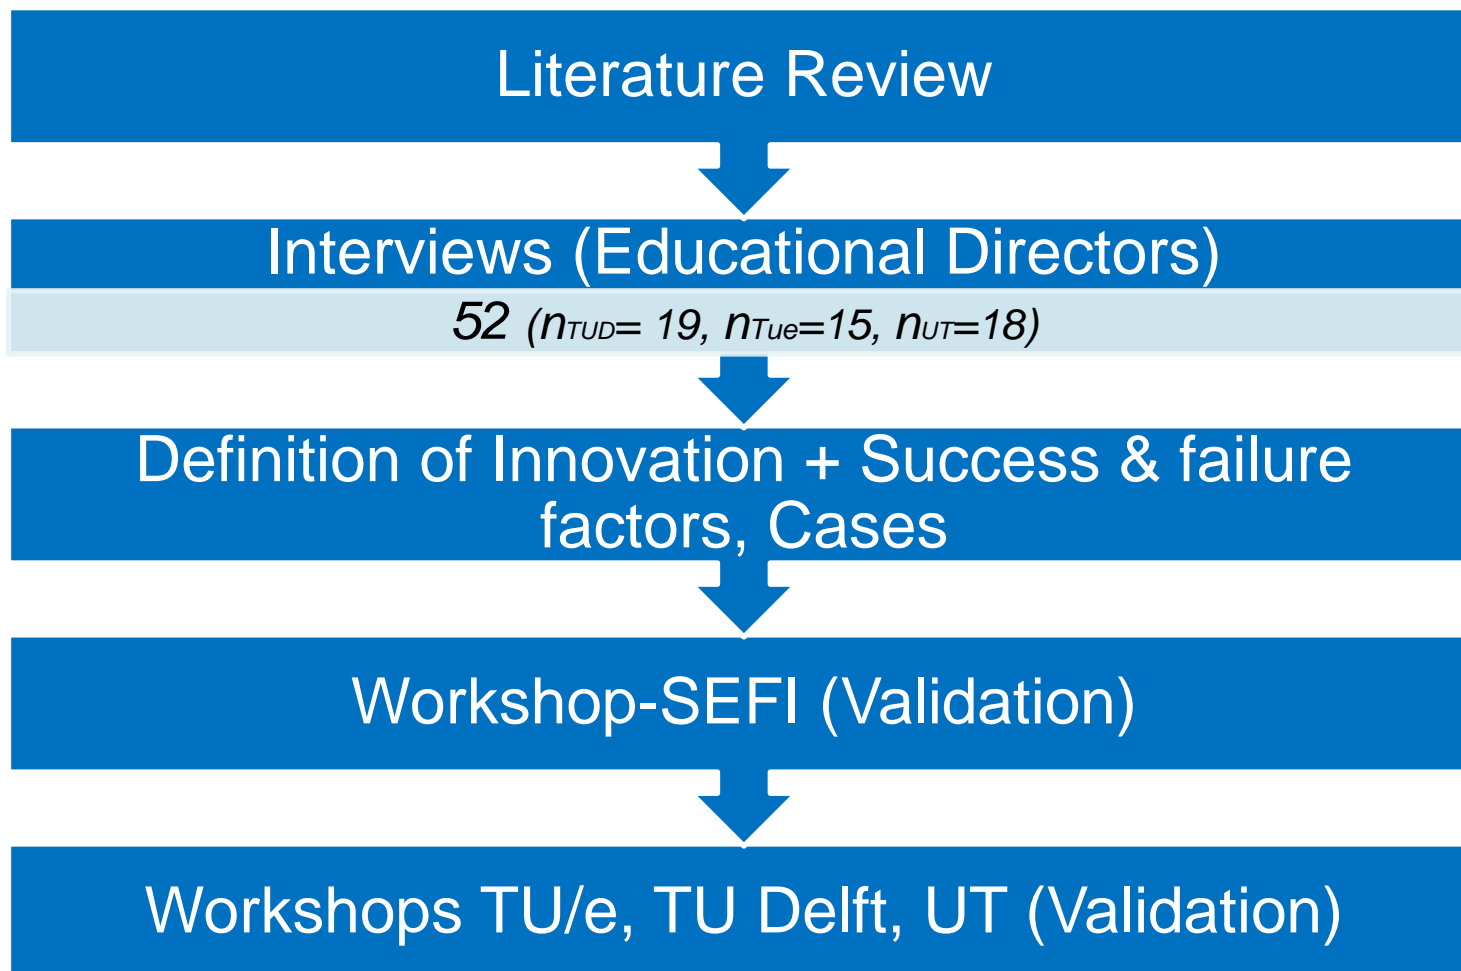 Literature Review
Interviews (Educational Directors)
52 (nTUD= 19, nTue=15, nUT=18)
Definition of Innovation + Success & failure
factors, Cases
Workshop-SEFI (Validation)
Workshops TU/e, TU Delft, UT (Validation)